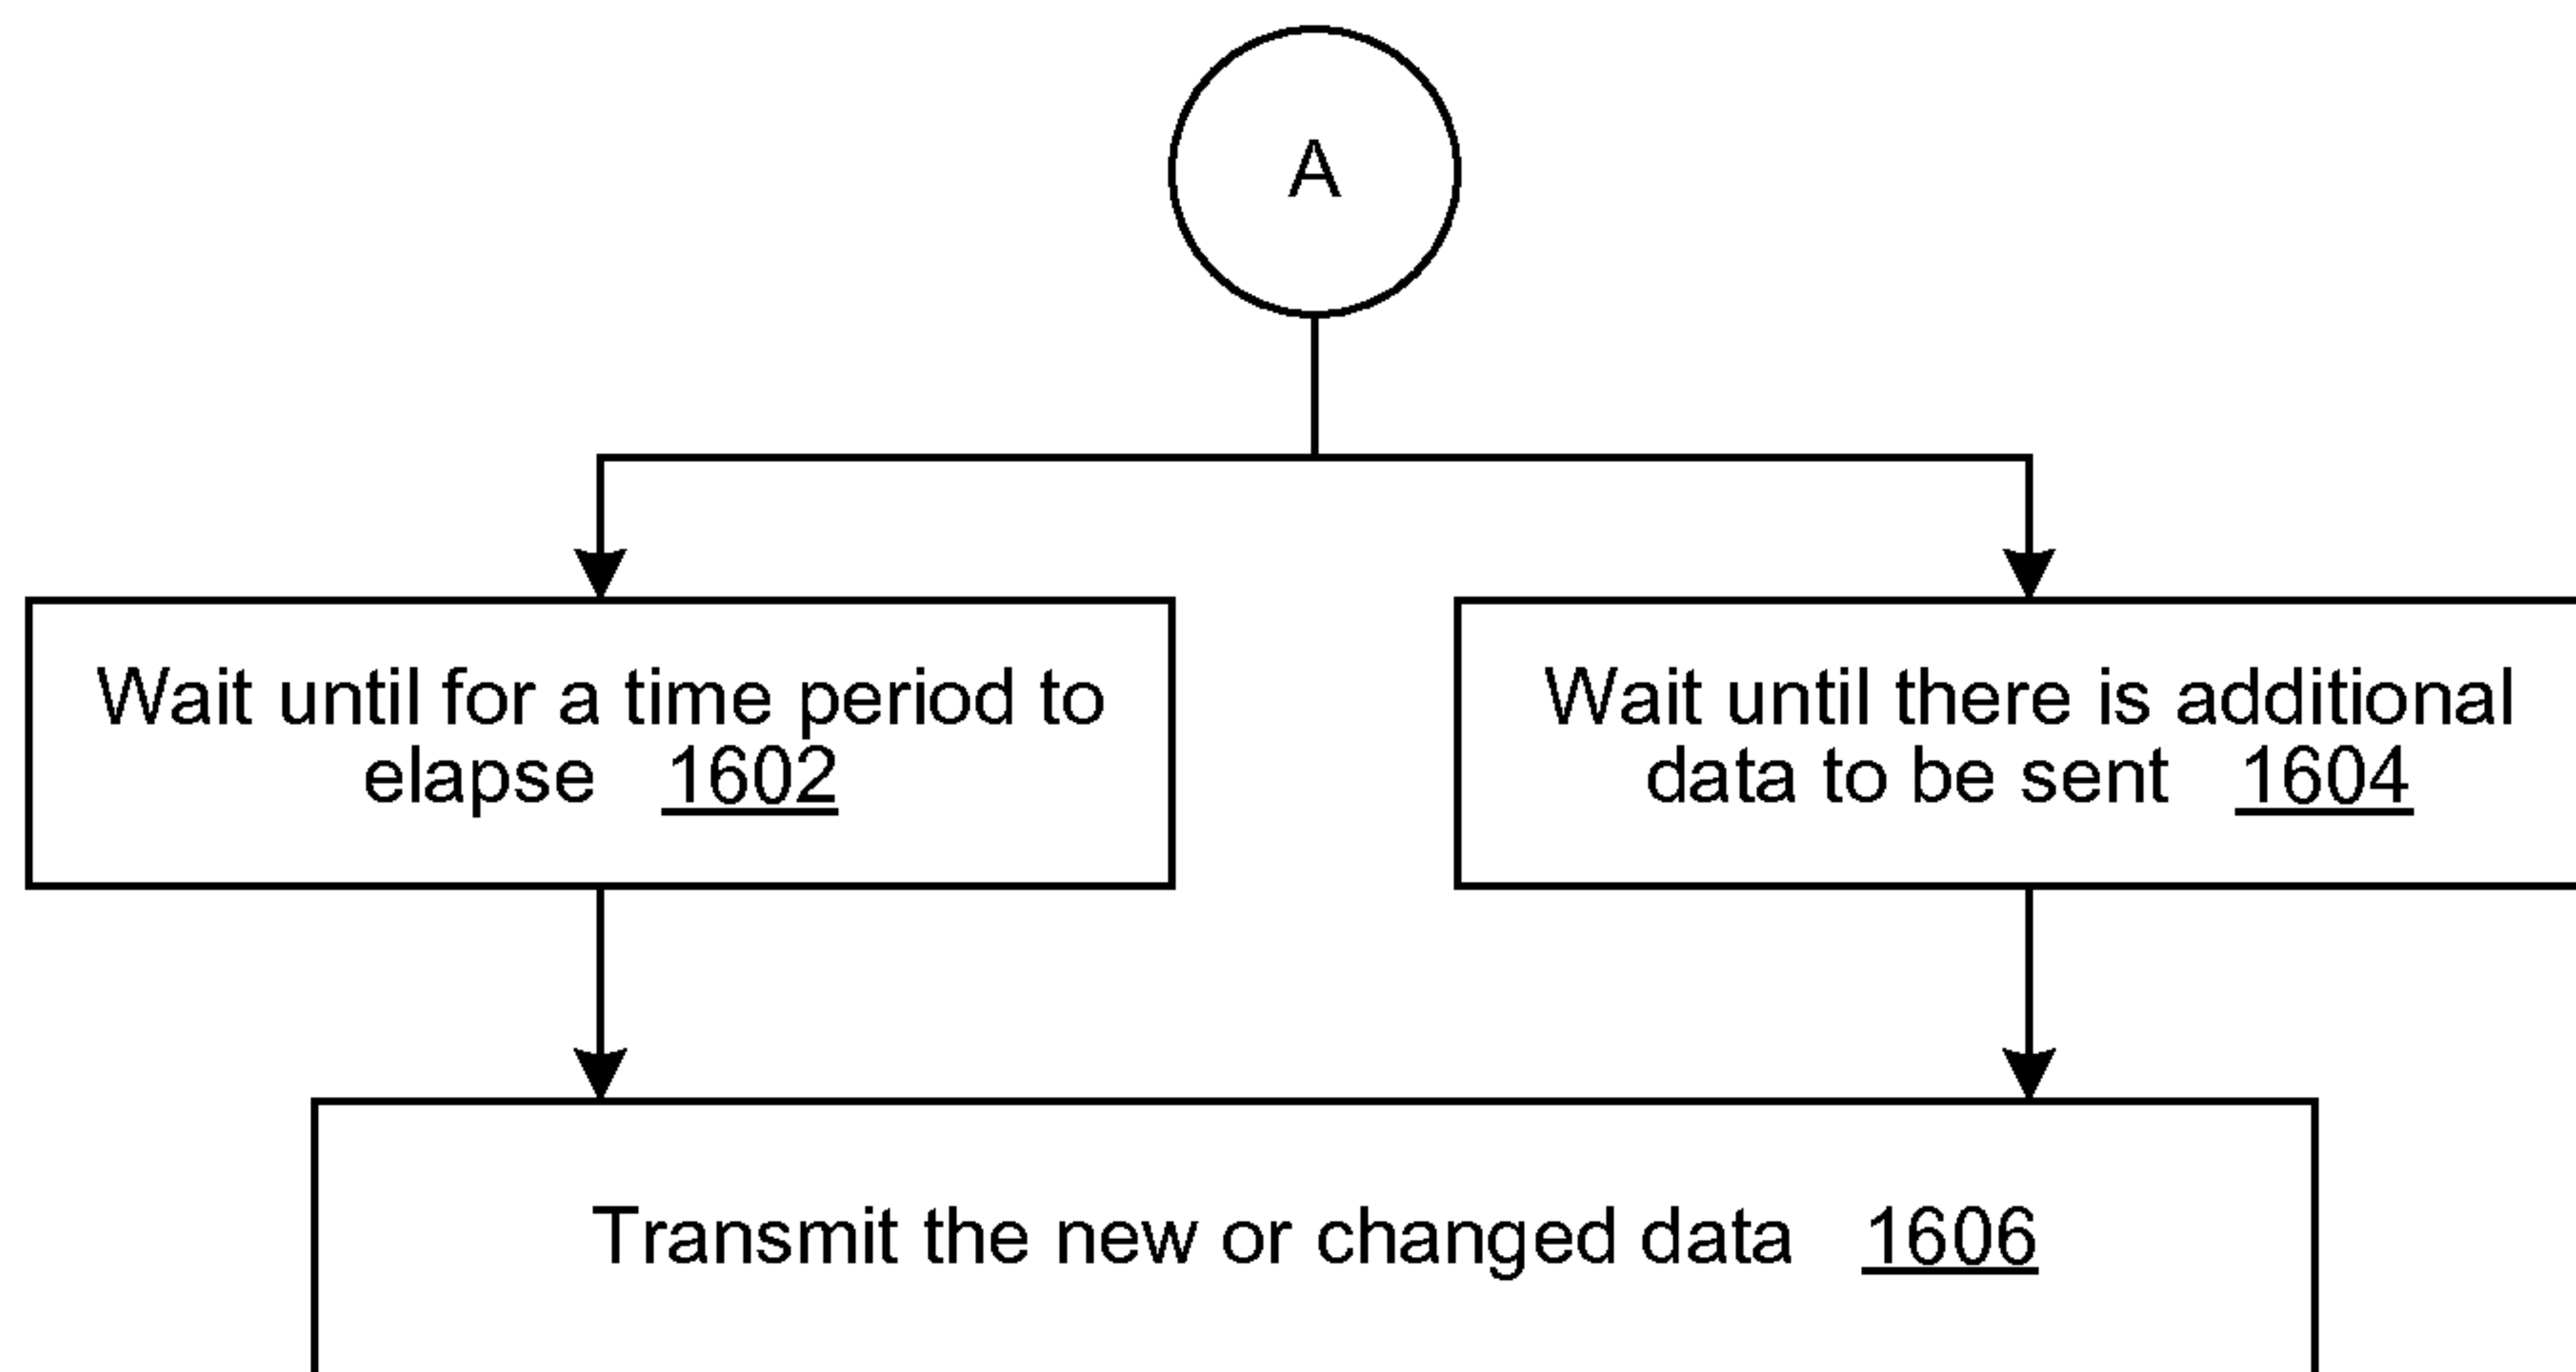 A
Wait until for a time period to
elapse 1602
Wait until there is additional
data to be sent 1604
Transmit the new or changed data 1606